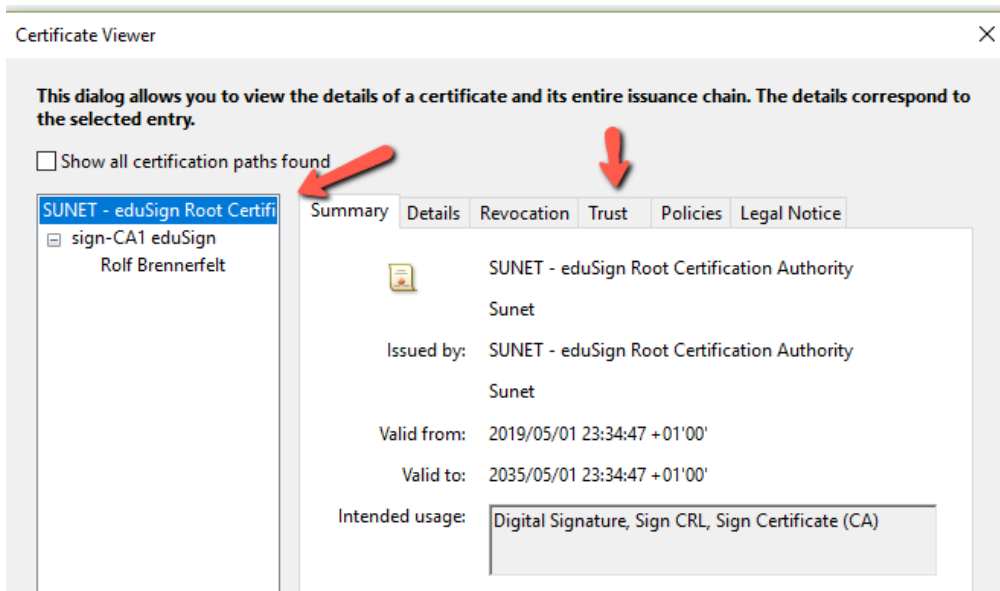 Certificate Viewer
This dialog allows you to view the details of a certificate and its entire issuance chain. The details correspond to
the selected entry.
Show all certification paths found
SUNET - eduSign Root Certifi
sign-CA1 eduSign
Rolf Brennerfelt
Summary Details Revocation Trust Policies Legal Notice
SUNET - eduSign Root Certification Authority
Sunet
Issued by: SUNET - eduSign Root Certification Authority
Sunet
Valid from: 2019/05/01 23:34:47 +01'00'
Valid to: 2035/05/01 23:34:47 +01'00'
Intended usage: Digital Signature, Sign CRL, Sign Certificate (CA)